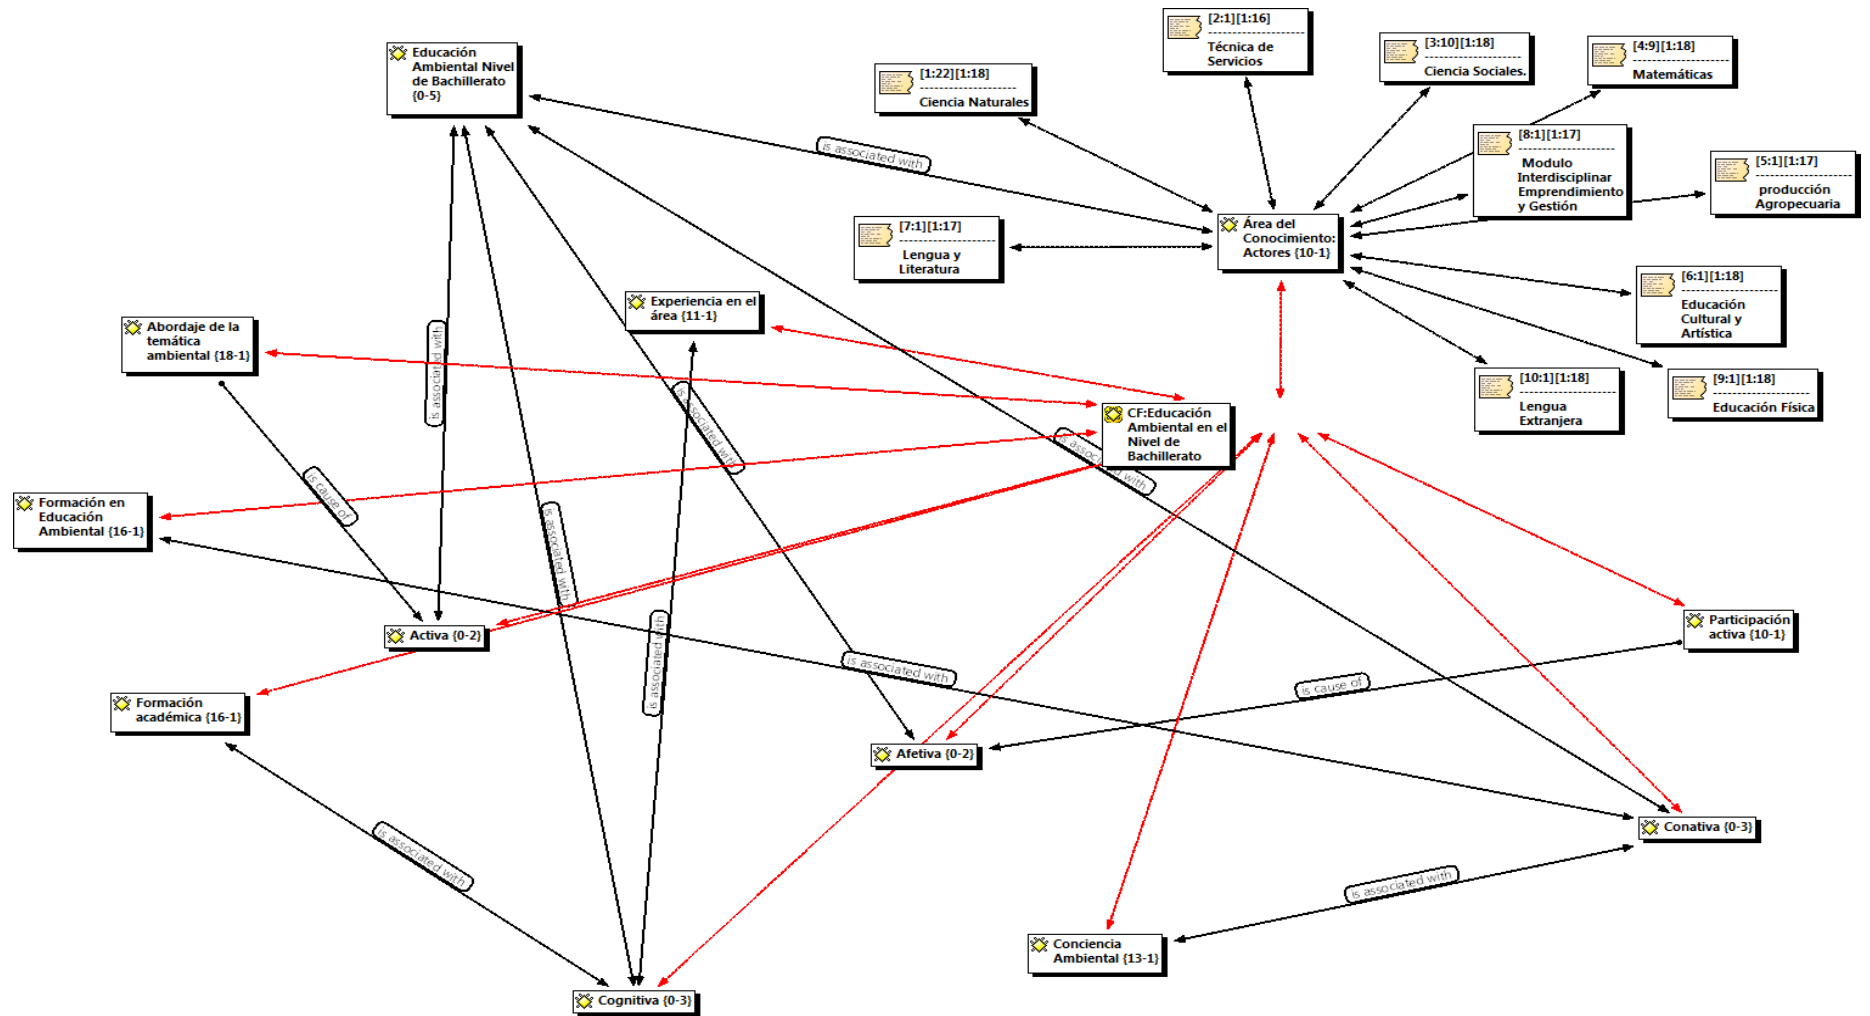 [2:1][1:16]
Técnica de
Servicios
[3:10][1:18]
Ciencia Sociales.
[4:9][1:18]
Matemáticas
Educación
Ambiental Nivel
de Bachillerato
{0-5}
[1:22][1:18]
Ciencia Naturales
[8:1][1:17]
Modulo
Interdisciplinar
Emprendimiento
y Gestión
[5:1][1:17]
producción
Agropecuaria
is associated with
[7:1][1:17]
Lengua y
Literatura
Área del
Conocimiento:
Actores {10-1}
[6:1][1:18]
Educación
Cultural y
Artística
Experiencia en el
área {11-1}
Abordaje de la
temática
ambiental {18-1}
is associated with
is associated with
[10:1][1:18]
Lengua
Extranjera
[9:1][1:18]
Educación Física
CF:Educación
Ambiental en el
Nivel de
Bachillerato
is associated with
is cause of
Formación en
Educación
Ambiental {16-1}
is associated with
Activa {0-2}
is associated with
is associated with
Participación
activa {10-1}
is cause of
Formación
académica {16-1}
Afetiva {0-2}
Conativa {0-3}
is associated with
is associated with
Conciencia
Ambiental {13-1}
Cognitiva {0-3}